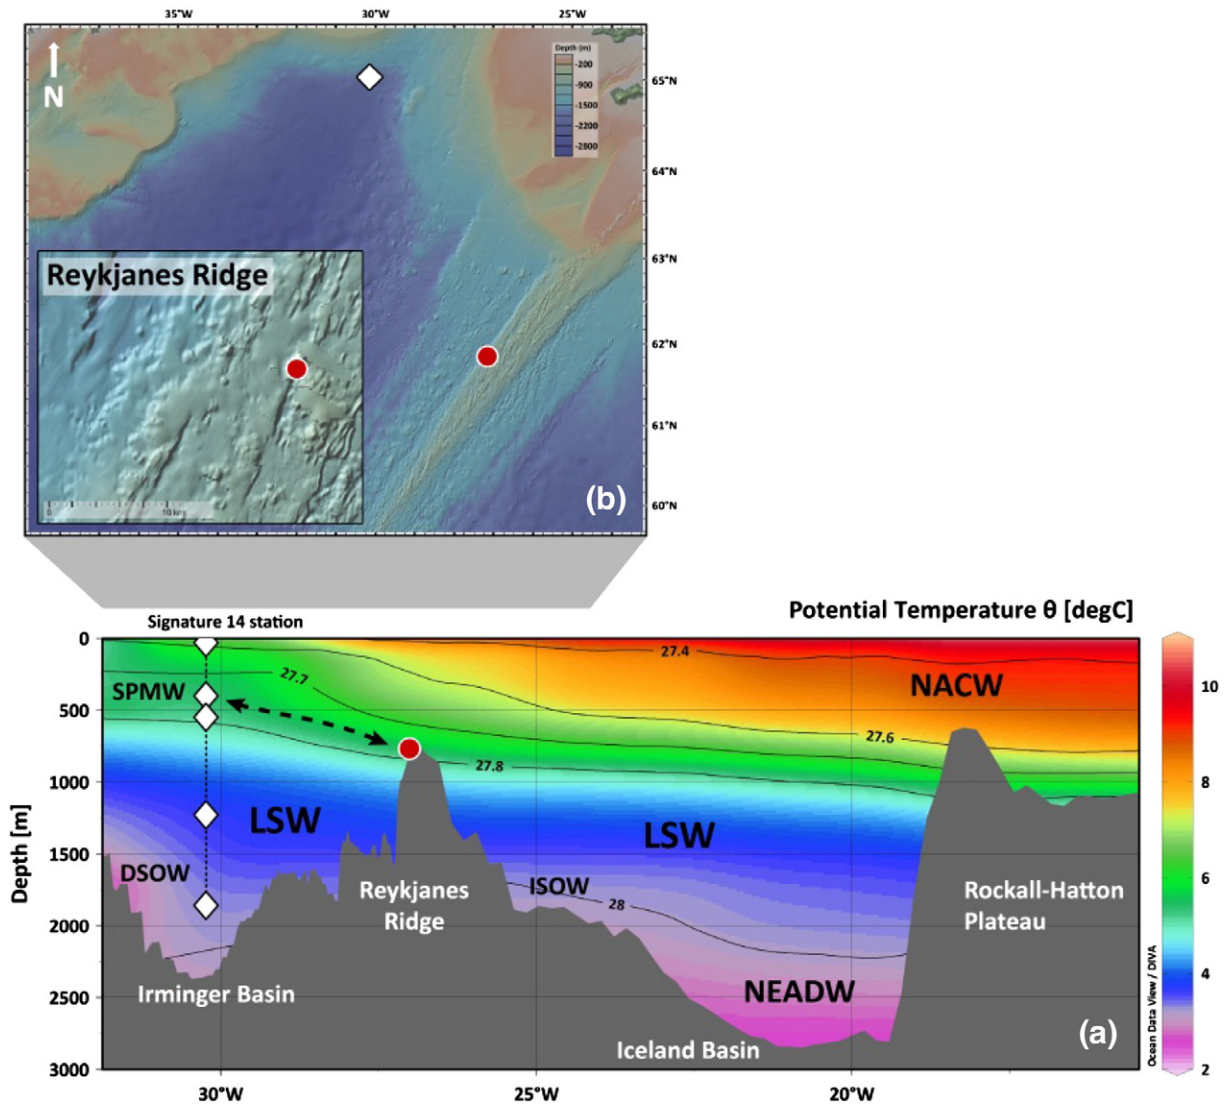 35°W 30°W 25°W
N
Depth (m)
-200
-900
-1500
-2200
-2800
65°N
64°N
63°N
62°N
61°N
60°N
Reykjanes Ridge
0 10 km
(b)
Potential Temperature θ [degC]
Signature 14 station
0
500
1000
1500
2000
2500
3000
Depth [m]
27.4
SPMW
27.7
NACW
27.6
27.8
LSW
LSW
DSOW
Reykjanes
Ridge
ISOW
28
Rockall-Hatton
Plateau
Irminger Basin
NEADW
Iceland Basin
(a)
30°W 25°W 20°W
10
8
6
4
2
Ocean Data View / DIVA